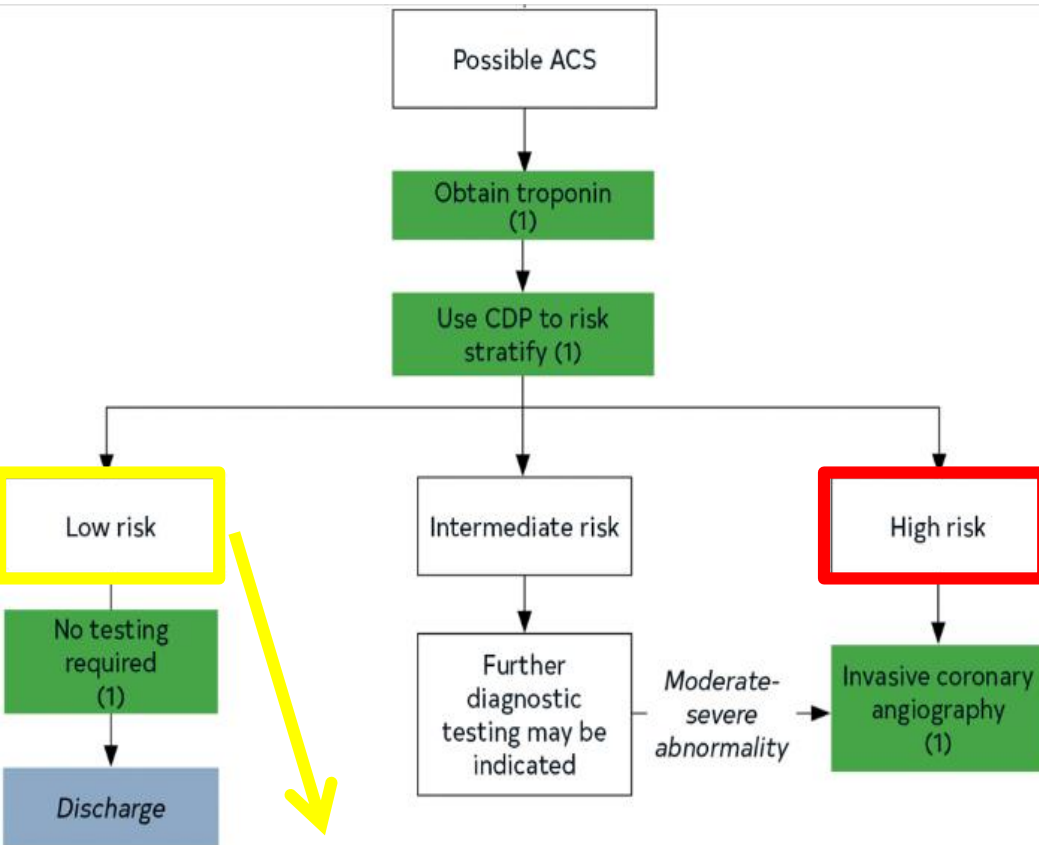 Possible ACS
Obtain troponin
(1)
Use CDP to risk
stratify (1)
Low risk
Intermediate risk
High risk
No testing
required
(1)
Further
diagnostic
testing may be
indicated
Moderate-
severe
abnormality
Invasive coronary
angiography
(1)
Discharge